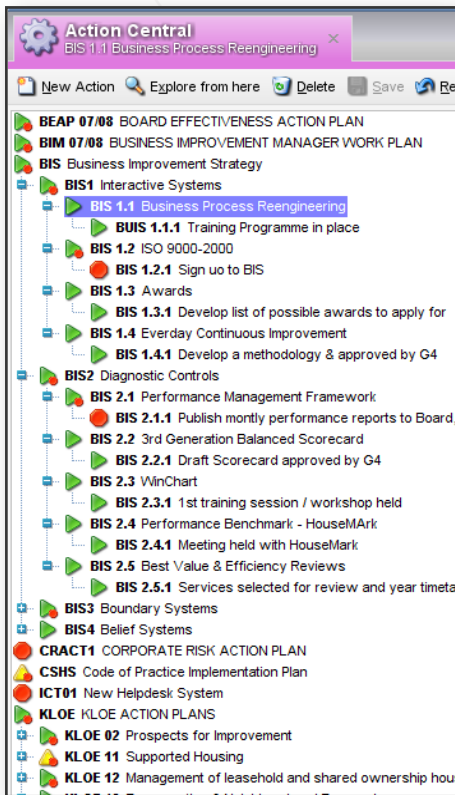 Action Central
BIS 1.1 Business Process Reengineering
New Action Explore from here Delete Save
BEAP 07/08 BOARD EFFECTIVENESS ACTION PLAN
BIM 07/08 BUSINESS IMPROVEMENT MANAGER WORK PLAN
BIS Business Improvement Strategy
BIS1 Interactive Systems
BIS 1.1 Business Process Reengineering
BUIS 1.1.1 Training Programme in place
BIS 1.2 ISO 9000-2000
BIS 1.2.1 Sign uo to BIS
BIS 1.3 Awards
BIS 1.3.1 Develop list of possible awards to apply for
BIS 1.4 Everday Continuous Improvement
BIS 1.4.1 Develop a methodology & approved by G4
BIS2 Diagnostic Controls
BIS 2.1 Performance Management Framework
BIS 2.1.1 Publish montly performance reports to Board,
BIS 2.2 3rd Generation Balanced Scorecard
BIS 2.2.1 Draft Scorecard approved by G4
BIS 2.3 WinChart
BIS 2.3.1 1st training session / workshop held
BIS 2.4 Performance Benchmark - HouseMArk
BIS 2.4.1 Meeting held with HouseMark
BIS 2.5 Best Value & Efficiency Reviews
BIS 2.5.1 Services selected for review and year
BIS3 Boundary Systems
BIS4 Belief Systems
CRACT1 CORPORATE RISK ACTION PLAN
CSHS Code of Practice Implementation Plan
ICT01 New Helpdesk System
KLOE KLOE ACTION PLANS
KLOE 02 Prospects for Improvement
KLOE 11 Supported Housing
KLOE 12 Management of leasehold and shared ownership